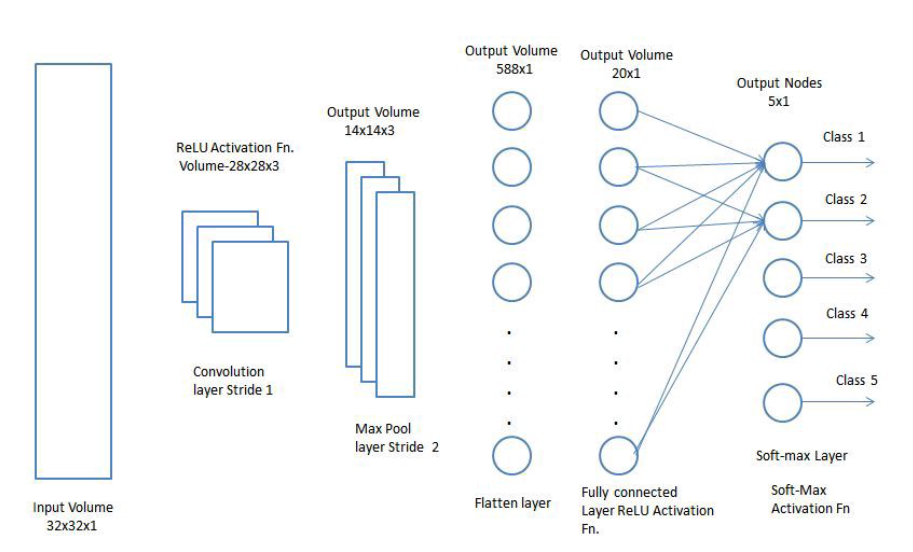 Output Volume
588x1
Output Volume
20x1
Output Nodes
5x1
Output Volume
14x14x3
ReLU Activation Fn.
Volume-28x28x3
Class 1
Class 2
Class 3
Class 4
Class 5
Convolution
layer Stride 1
Max Pool
layer Stride 2
Soft-max Layer
Soft-Max
Activation Fn
Flatten layer
Fully connected
Layer ReLU Activation
Fn.
Input Volume
32x32x1